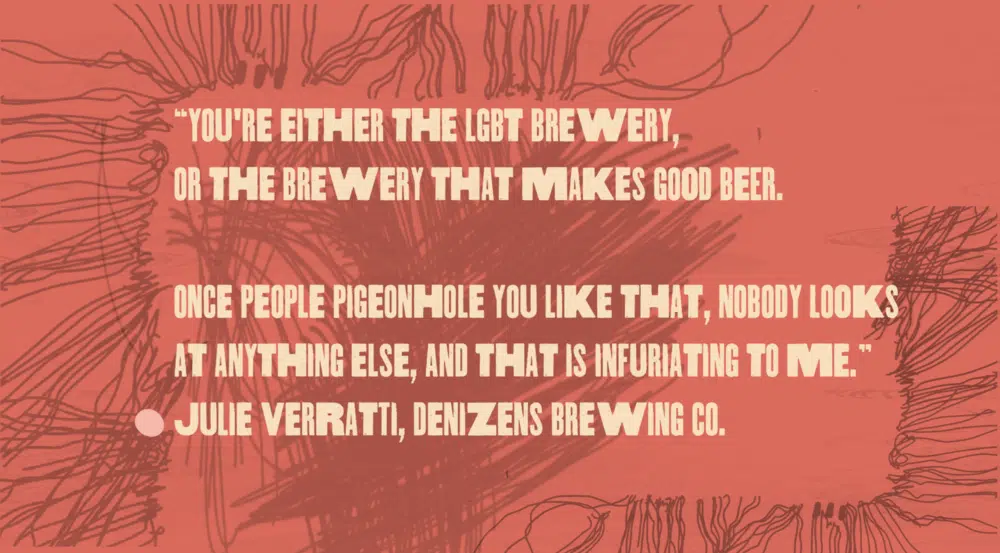 “YOU'RE EITHER THE LGBT BREWERY,
OR THE BREWERY THAT MAKES GOOD BEER.
ONCE PEOPLE PIGEONHOLE YOU LIKE THAT, NOBODY LOOKS
AT ANYTHING ELSE, AND THAT IS INFURIATING TO ME.”
JULIE VERRATTI, DENIZENS BREWING CO.